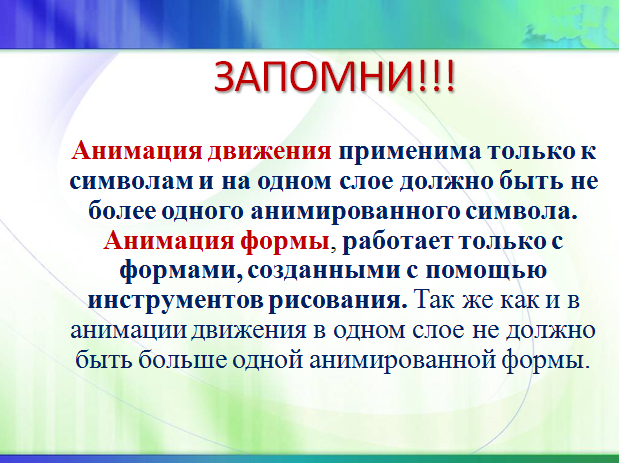 ЗАПОМНИ!!!
Анимация движения применима только к
символам и на одном слое должно быть не
более одного анимированного символа.
Анимация формы, работает только с
формами, созданными с помощью
инструментов рисования. Так же как и в
анимации движения в одном слое не должно
быть больше одной анимированной формы.